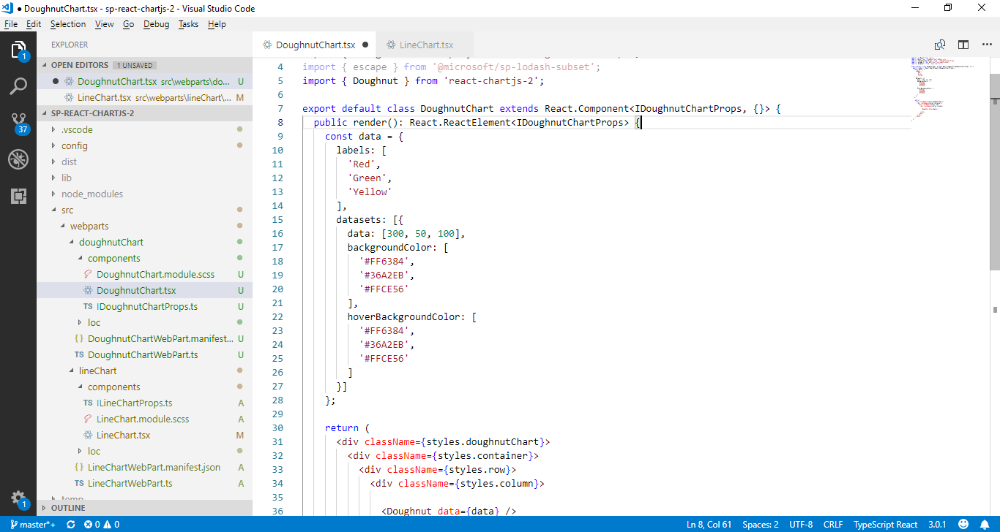 ● DoughnutChart.tsx - sp-react-chartjs-2 - Visual Studio Code
File Edit Selection View Go Debug Tasks Help
EXPLORER
OPEN EDITORS 1 UNSAVED
● DoughnutChart.tsx src\webparts\do... U
LineChart.tsx src\webparts\lineChart\... M
SP-REACT-CHARTJS-2
.vscode
config
dist
lib
node_modules
src
webparts
doughnutChart
components
DoughnutChart.module.scss U
DoughnutChart.tsx U
TS IDoughnutChartProps.ts U
loc
{ } DoughnutChartWebPart.manifest... U
TS DoughnutChartWebPart.ts U
lineChart
components
TS ILineChartProps.ts A
LineChart.module.scss A
LineChart.tsx M
loc
{ } LineChartWebPart.manifest.json A
TS LineChartWebPart.ts A
temp
OUTLINE
1
37
1
DoughnutChart.tsx ●
LineChart.tsx
4 import { escape } from '@microsoft/sp-lodash-subset';
5 import { Doughnut } from 'react-chartjs-2';
6
7 export default class DoughnutChart extends React.Component<IDoughnutChartProps, {}> {
8 public render(): React.ReactElement<IDoughnutChartProps> {
9 const data = {
10 labels: [
11 'Red',
12 'Green',
13 'Yellow'
14 ],
15 datasets: [{
16 data: [300, 50, 100],
17 backgroundColor: [
18 '#FF6384',
19 '#36A2EB',
20 '#FFCE56'
21 ],
22 hoverBackgroundColor: [
23 '#FF6384',
24 '#36A2EB',
25 '#FFCE56'
26 ]
27 }]
28 };
29
30 return (
31 <div className={styles.doughnutChart}>
32 <div className={styles.container}>
33 <div className={styles.row}>
34 <div className={styles.column}>
35
36 <Doughnut data={data} />
master*+ 0 0 Ln 8, Col 61 Spaces: 2 UTF-8 CRLF TypeScript React 3.0.1